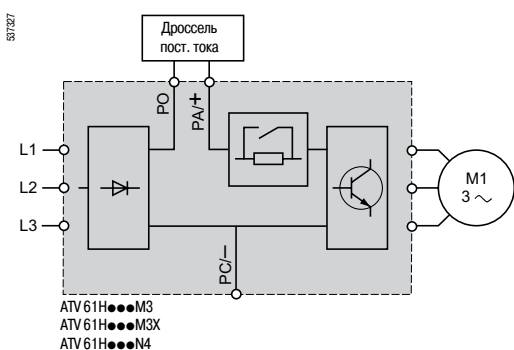 537327
Дроссель
пост. тока
PO
PA/+
L1
L2
L3
M1
3 ~
PC/–
ATV 61H●●●M3
ATV 61H●●●M3X
ATV 61H●●●N4